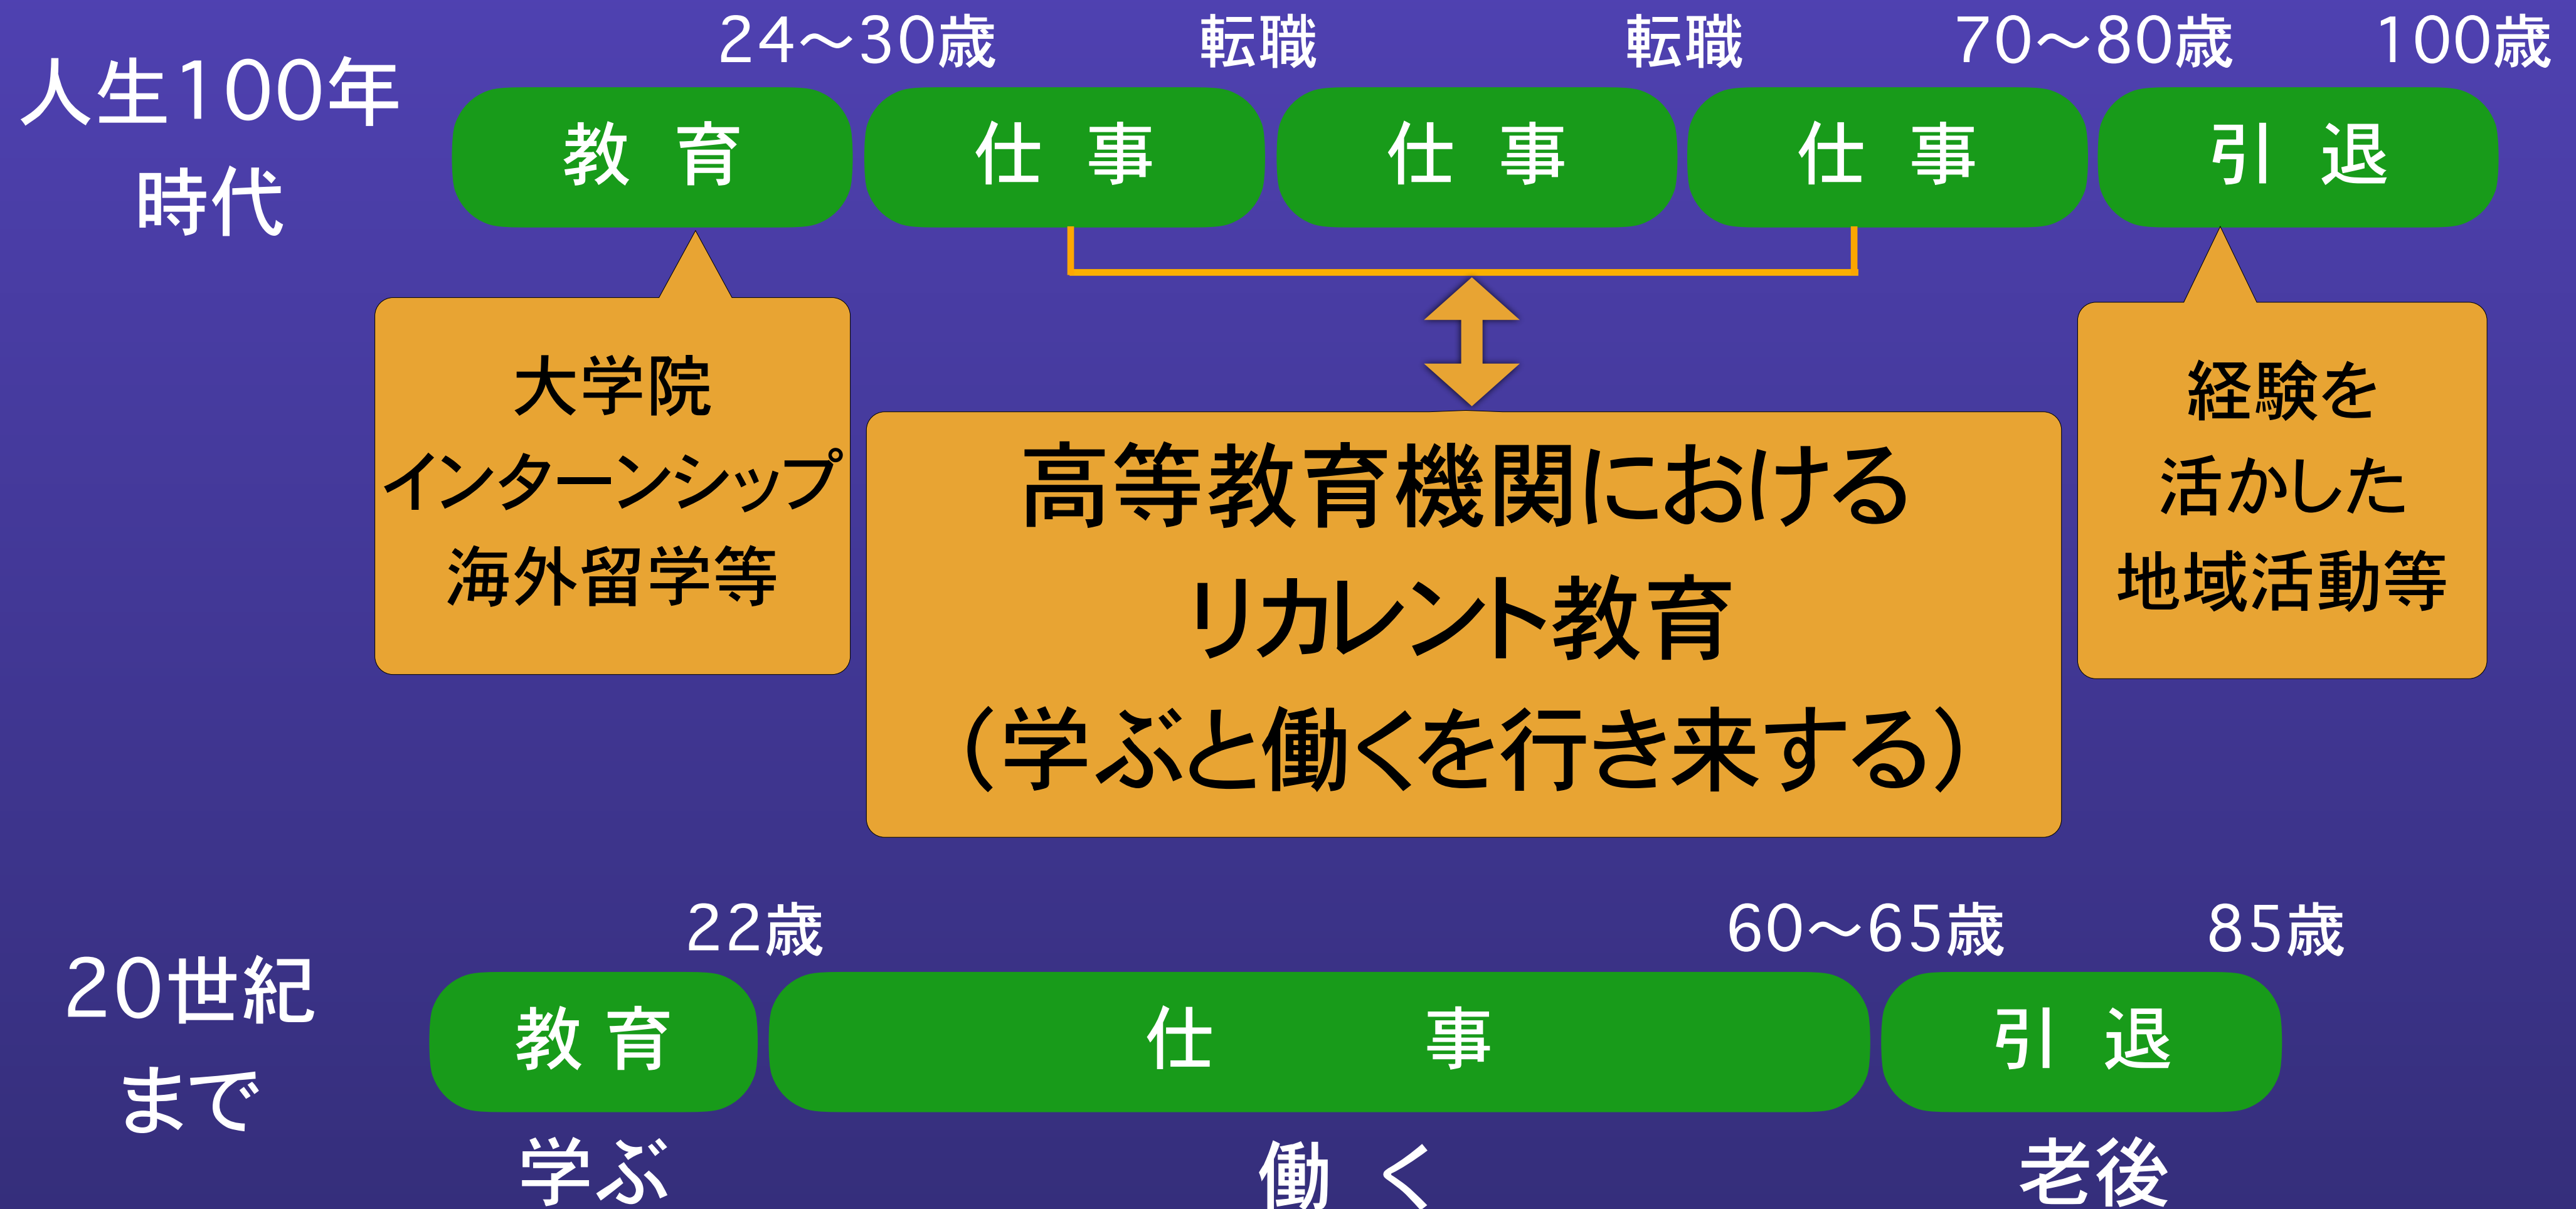 24〜30歳 転職 転職 70〜80歳 100歳
人生100年
時代
教育 仕事 仕事 仕事 引退
大学院
インターンシップ
海外留学等
高等教育機関における
リカレント教育
（学ぶと働くを行き来する）
経験を
活かした
地域活動等
22歳 60〜65歳 85歳
20世紀
まで
教育 仕事 引退
学ぶ 働く 老後